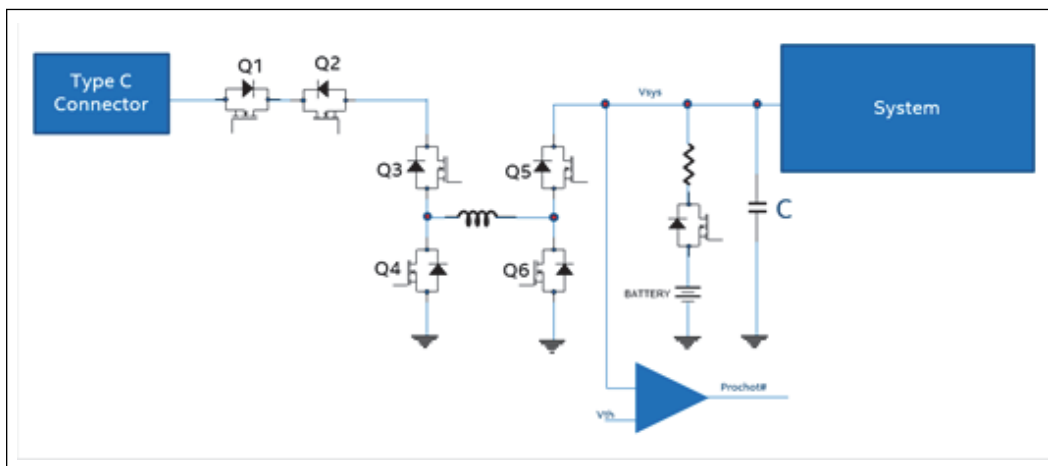 Type C
Connector
Q1
Q2
Vsys
System
Q3
Q5
C
Q4
Q6
BATTERY
Prochot#
Vth